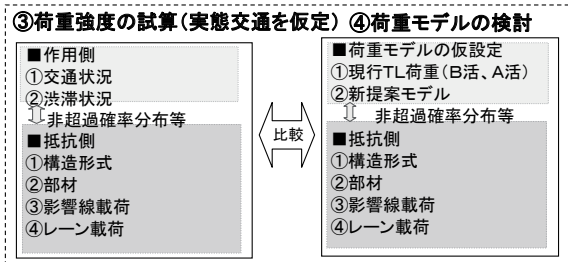 ③荷重強度の試算(実態交通を仮定)
■作用側
①交通状況
②渋滞状況
非超過確率分布等
■抵抗側
①構造形式
②部材
③影響線載荷
④レーン載荷
比較
④荷重モデルの検討
■荷重モデルの仮設定
①現行TL荷重(B活、A活)
②新提案モデル
非超過確率分布等
■抵抗側
①構造形式
②部材
③影響線載荷
④レーン載荷